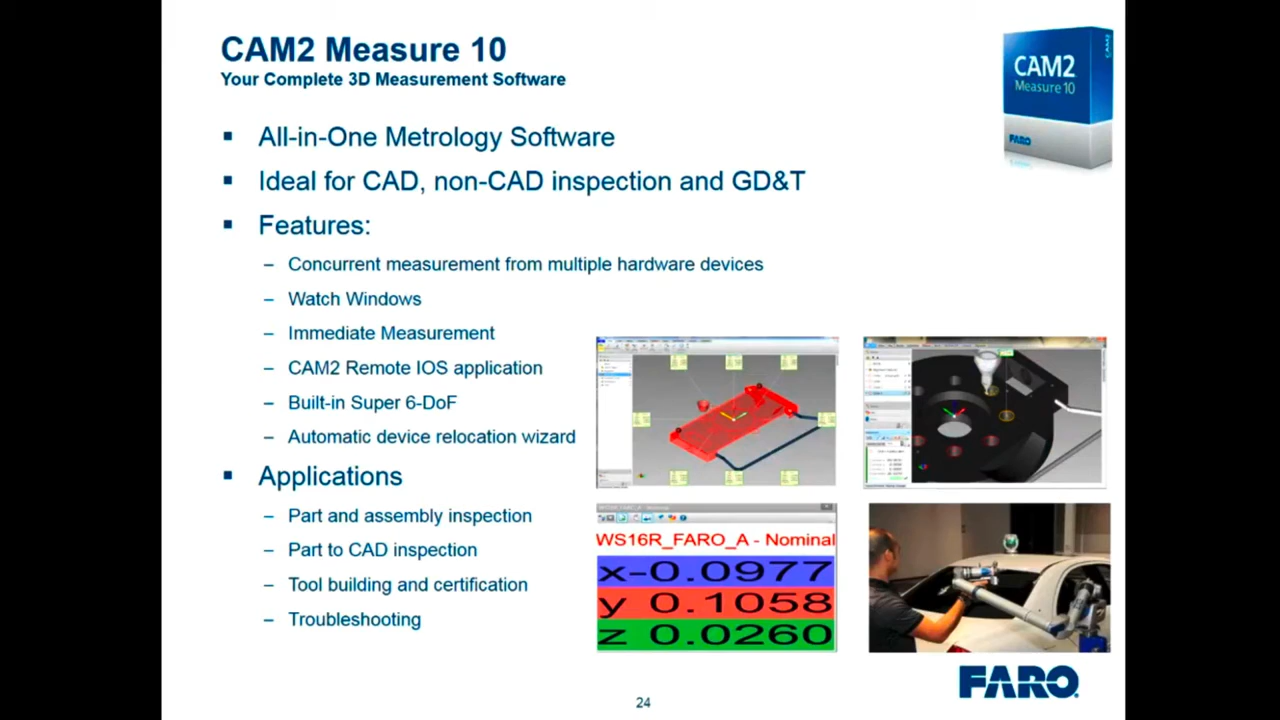 CAM2 Measure 10
Your Complete 3D Measurement Software
CAM2
Measure 10
CAM2
FARO
▪ All-in-One Metrology Software
▪ Ideal for CAD, non-CAD inspection and GD&T
▪ Features:
– Concurrent measurement from multiple hardware devices
– Watch Windows
– Immediate Measurement
– CAM2 Remote IOS application
– Built-in Super 6-DoF
– Automatic device relocation wizard
▪ Applications
– Part and assembly inspection
– Part to CAD inspection
– Tool building and certification
– Troubleshooting
WS16R_FARO_A - Nominal
x-0.0977
y 0.1058
z 0.0260
FARO
24